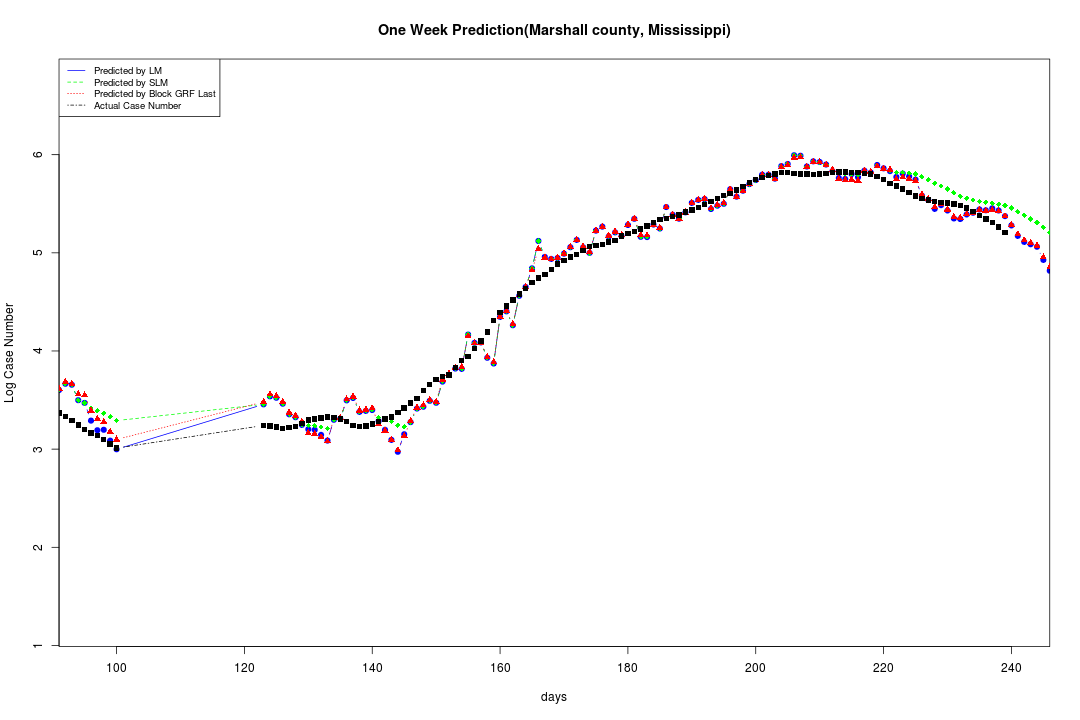 One Week Prediction(Marshall county, Mississippi)
Predicted by LM
Predicted by SLM
Predicted by Block GRF Last
Actual Case Number
6
5
4
3
2
1
Log Case Number
100 120 140 160 180 200 220 240
days